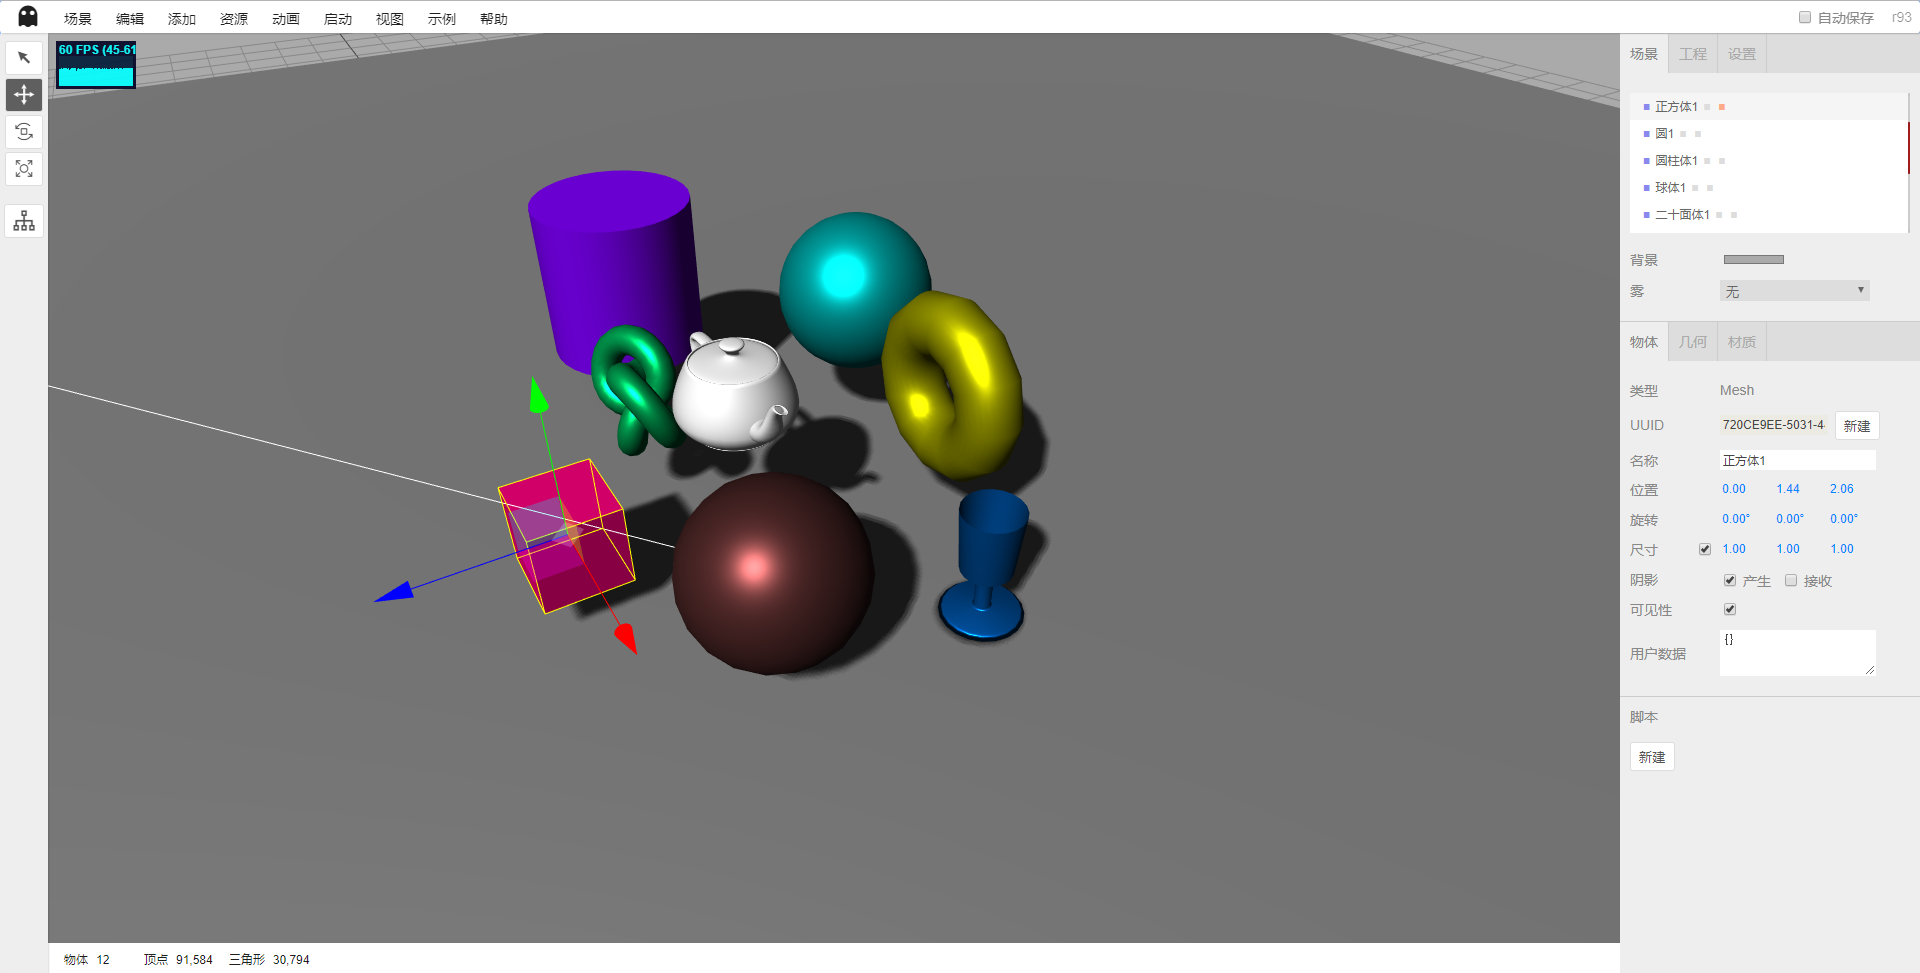 场景 编辑 添加 资源 动画 启动 视图 示例 帮助 自动保存 r93
60 FPS (45-61
场景 工程 设置
正方体1
圆1
圆柱体1
球体1
二十面体1
背景
雾 无
物体 几何 材质
类型 Mesh
UUID 720CE9EE-5031-4 新建
名称 正方体1
位置 0.00 1.44 2.06
旋转 0.00° 0.00° 0.00°
尺寸 1.00 1.00 1.00
阴影 产生 接收
可见性
用户数据 {}
脚本
新建
物体 12 顶点 91,584 三角形 30,794